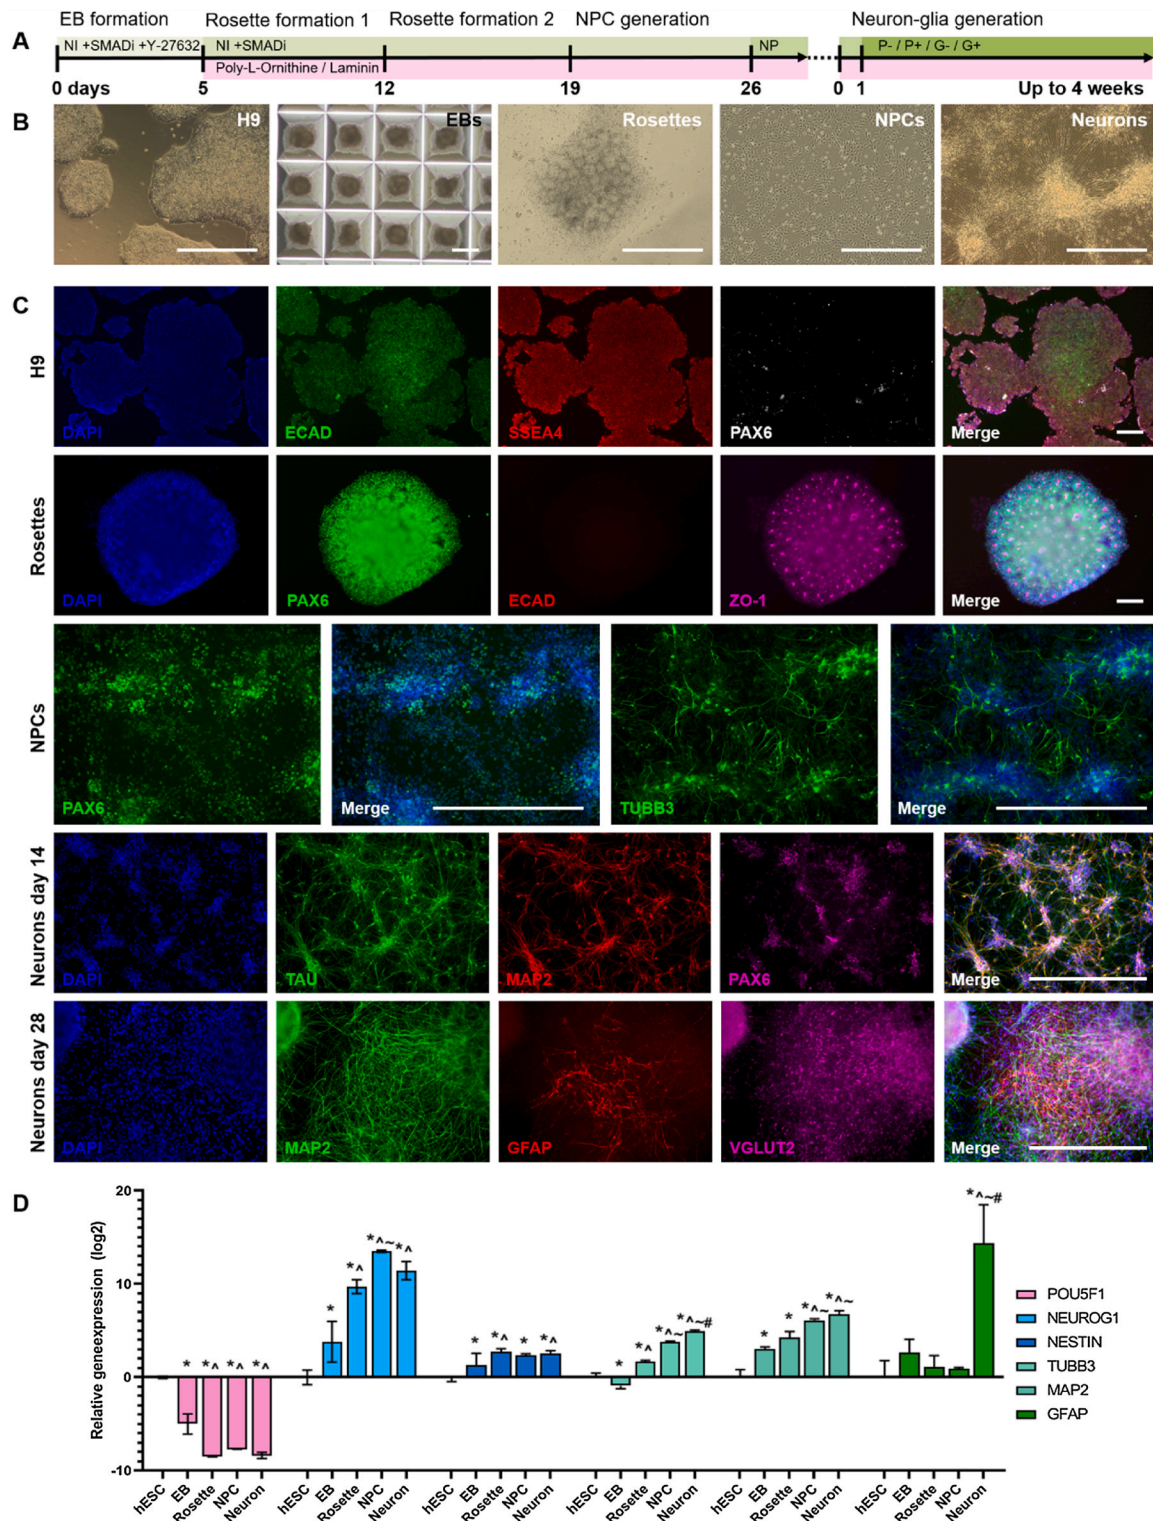 EB formation Rosette formation 1 Rosette formation 2 NPC generation Neuron-glia generation
A
NI +SMADi +Y-27632 NI +SMADi NP P- / P+ / G- / G+
Poly-L-Ornithine / Laminin
0 days 5 12 19 26 0 1 Up to 4 weeks
B
H9 EBs Rosettes NPCs Neurons
C
H9
DAPI ECAD SSEA4 PAX6 Merge
Rosettes
DAPI PAX6 ECAD ZO-1 Merge
NPCs
PAX6 Merge TUBB3 Merge
Neurons day 14
DAPI TAU MAP2 PAX6 Merge
Neurons day 28
DAPI MAP2 GFAP VGLUT2 Merge
D
Relative geneexpression (log2)
20
10
0
-10
* *^ *^ *^
* *^ *^~ *^
* *^ * *^
* *^ *^~ *^~#
* * *^~ *^~
*^~#
hESC EB Rosette NPC Neuron hESC EB Rosette NPC Neuron hESC EB Rosette NPC Neuron hESC EB Rosette NPC Neuron hESC EB Rosette NPC Neuron hESC EB Rosette NPC Neuron
POU5F1
NEUROG1
NESTIN
TUBB3
MAP2
GFAP